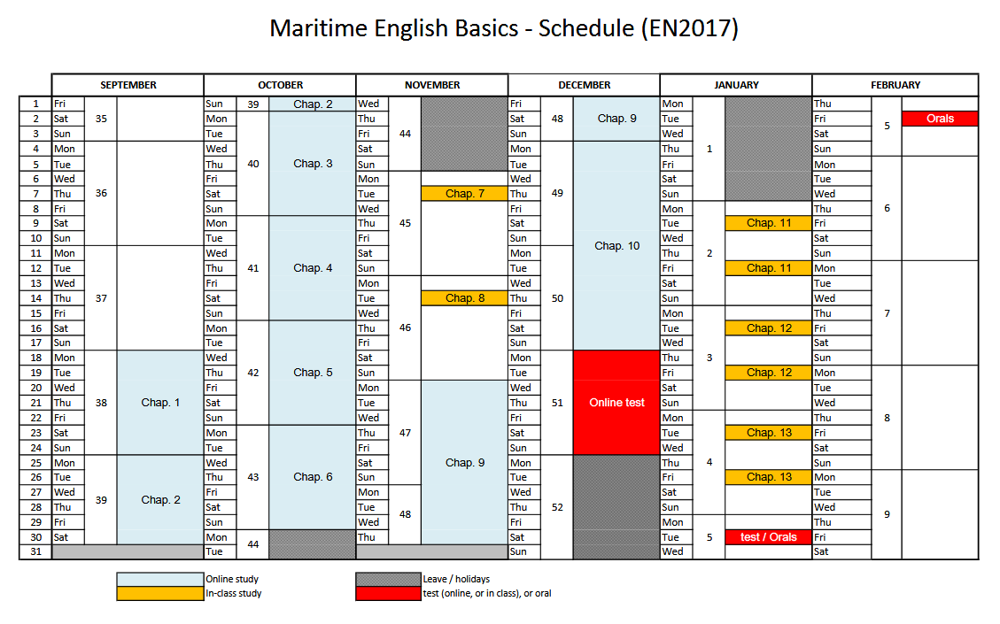 Maritime English Basics - Schedule (EN2017)
SEPTEMBER OCTOBER NOVEMBER DECEMBER JANUARY FEBRUARY
1 Fri Sun 39 Chap. 2 Wed Fri Mon Thu
2 Sat 35 Mon Thu Sat 48 Chap. 9 Tue Fri 5 Orals
3 Sun Tue Fri 44 Sun Wed Sat
4 Mon Wed Sat Mon Thu 1 Sun
5 Tue Thu 40 Chap. 3 Sun Tue Fri Mon
6 Wed Fri Mon Wed Sat Tue
7 Thu 36 Sat Tue Chap. 7 Thu 49 Sun Wed
8 Fri Sun Wed Fri Mon Thu 6
9 Sat Mon Thu 45 Sat Tue Chap. 11 Fri
10 Sun Tue Fri Sun Chap. 10 Wed Sat
11 Mon Wed Sat Mon Thu 2 Sun
12 Tue Thu 41 Chap. 4 Sun Tue Fri Chap. 11 Mon
13 Wed Fri Mon Wed Sat Tue
14 Thu 37 Sat Tue Chap. 8 Thu 50 Sun Wed
15 Fri Sun Wed Fri Mon Thu 7
16 Sat Mon Thu 46 Sat Tue Chap. 12 Fri
17 Sun Tue Fri Sun Wed Sat
18 Mon Wed Sat Mon Thu 3 Sun
19 Tue Thu 42 Chap. 5 Sun Tue Fri Chap. 12 Mon
20 Wed Fri Mon Wed Sat Tue
21 Thu 38 Chap. 1 Sat Tue Thu 51 Online test Sun Wed
22 Fri Sun Wed Fri Mon Thu 8
23 Sat Mon Thu 47 Sat Tue Chap. 13 Fri
24 Sun Tue Fri Sun Wed Sat
25 Mon Wed Sat Chap. 9 Mon Thu 4 Sun
26 Tue Thu 43 Chap. 6 Sun Tue Fri Chap. 13 Mon
27 Wed 39 Chap. 2 Fri Mon Wed Sat Tue
28 Thu Sat Tue 48 Thu 52 Sun Wed
29 Fri Sun Wed Fri Mon Thu 9
30 Sat Mon 44 Thu Sat Tue 5 test / Orals Fri
31 Tue Sun Wed Sat
Online study Leave / holidays
In-class study test (online, or in class), or oral